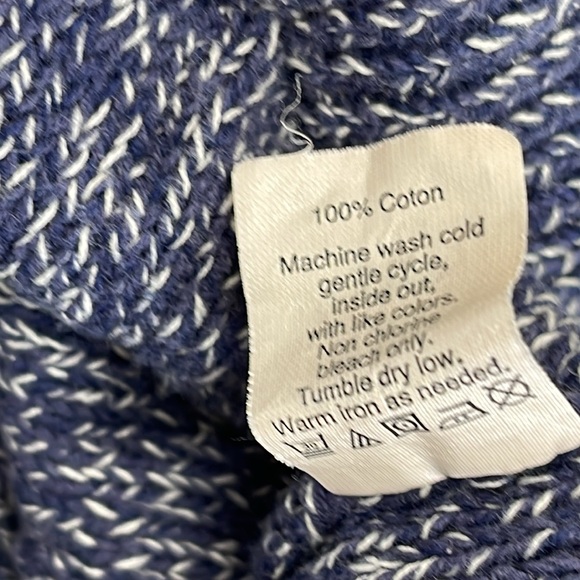 100% Coton
Machine wash cold
gentle cycle,
inside out,
with like colors.
Non chlorine
bleach only.
Tumble dry low.
Warm iron as needed.